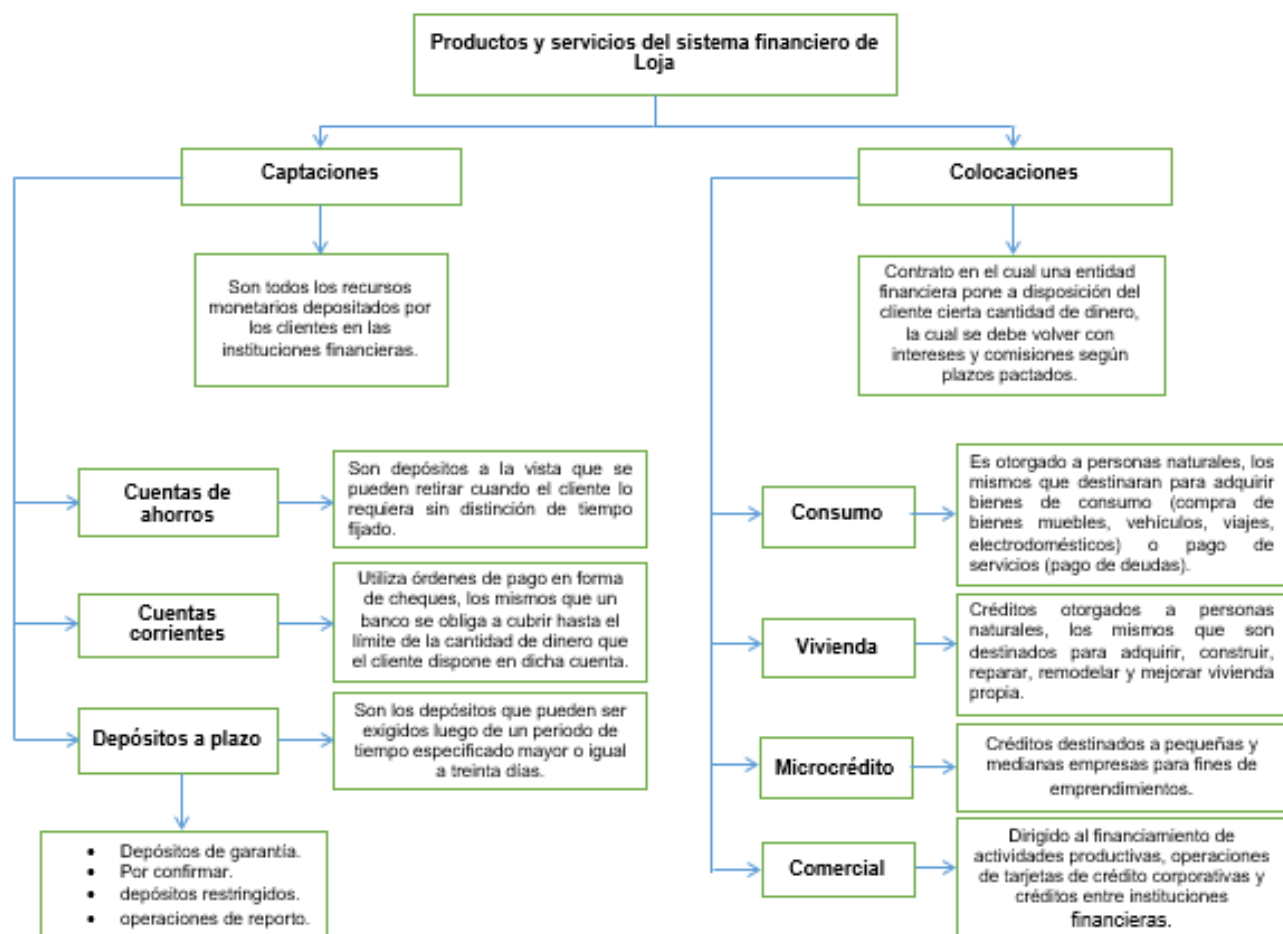 Productos y servicios del sistema financiero de
Loja
Captaciones
Colocaciones
Son todos los recursos
monetarios depositados por
los clientes en las
instituciones financieras.
Contrato en el cual una entidad
financiera pone a disposición del
cliente cierta cantidad de dinero,
la cual se debe volver con
intereses y comisiones según
plazos pactados.
Cuentas de
ahorros
Son depósitos a la vista que se
pueden retirar cuando el cliente lo
requiera sin distinción de tiempo
fijado.
Cuentas
corrientes
Utiliza órdenes de pago en forma
de cheques, los mismos que un
banco se obliga a cubrir hasta el
límite de la cantidad de dinero que
el cliente dispone en dicha cuenta.
Depósitos a plazo
Son los depósitos que pueden ser
exigidos luego de un periodo de
tiempo especificado mayor o igual
a treinta días.
• Depósitos de garantía.
• Por confirmar.
• depósitos restringidos.
• operaciones de reporto.
Consumo
Es otorgado a personas naturales, los
mismos que destinaran para adquirir
bienes de consumo (compra de
bienes muebles, vehículos, viajes,
electrodomésticos) o pago de
servicios (pago de deudas).
Vivienda
Créditos otorgados a personas
naturales, los mismos que son
destinados para adquirir, construir,
reparar, remodelar y mejorar vivienda
propia.
Microcrédito
Créditos destinados a pequeñas y
medianas empresas para fines de
emprendimientos.
Comercial
Dirigido al financiamiento de
actividades productivas, operaciones
de tarjetas de crédito corporativas y
créditos entre instituciones
financieras.